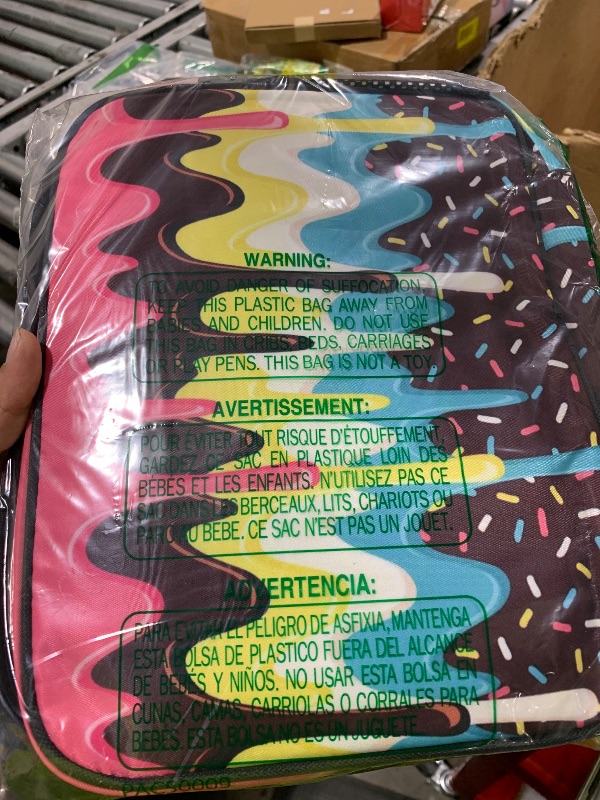 WARNING:
TO AVOID DANGER OF SUFFOCATION,
KEEP THIS PLASTIC BAG AWAY FROM
BABIES AND CHILDREN. DO NOT USE
THIS BAG IN CRIBS, BEDS, CARRIAGES
OR PLAY PENS. THIS BAG IS NOT A TOY.
AVERTISSEMENT:
POUR ÉVITER TOUT RISQUE D'ÉTOUFFEMENT,
GARDEZ CE SAC EN PLASTIQUE LOIN DES
BÉBÉS ET LES ENFANTS. N'UTILISEZ PAS CE
SAC DANS LES BERCEAUX, LITS, CHARIOTS OU
PARC DU BEBE. CE SAC N'EST PAS UN JOUET.
ADVERTENCIA:
PARA EVITAR EL PELIGRO DE ASFIXIA, MANTENGA
ESTA BOLSA DE PLASTICO FUERA DEL ALCANCE
DE BEBÉS Y NIÑOS. NO USAR ESTA BOLSA EN
CUNAS, CAMAS, CARRIOLAS O CORRALES PARA
BEBÉS. ESTA BOLSA NO ES UN JUGUETE.